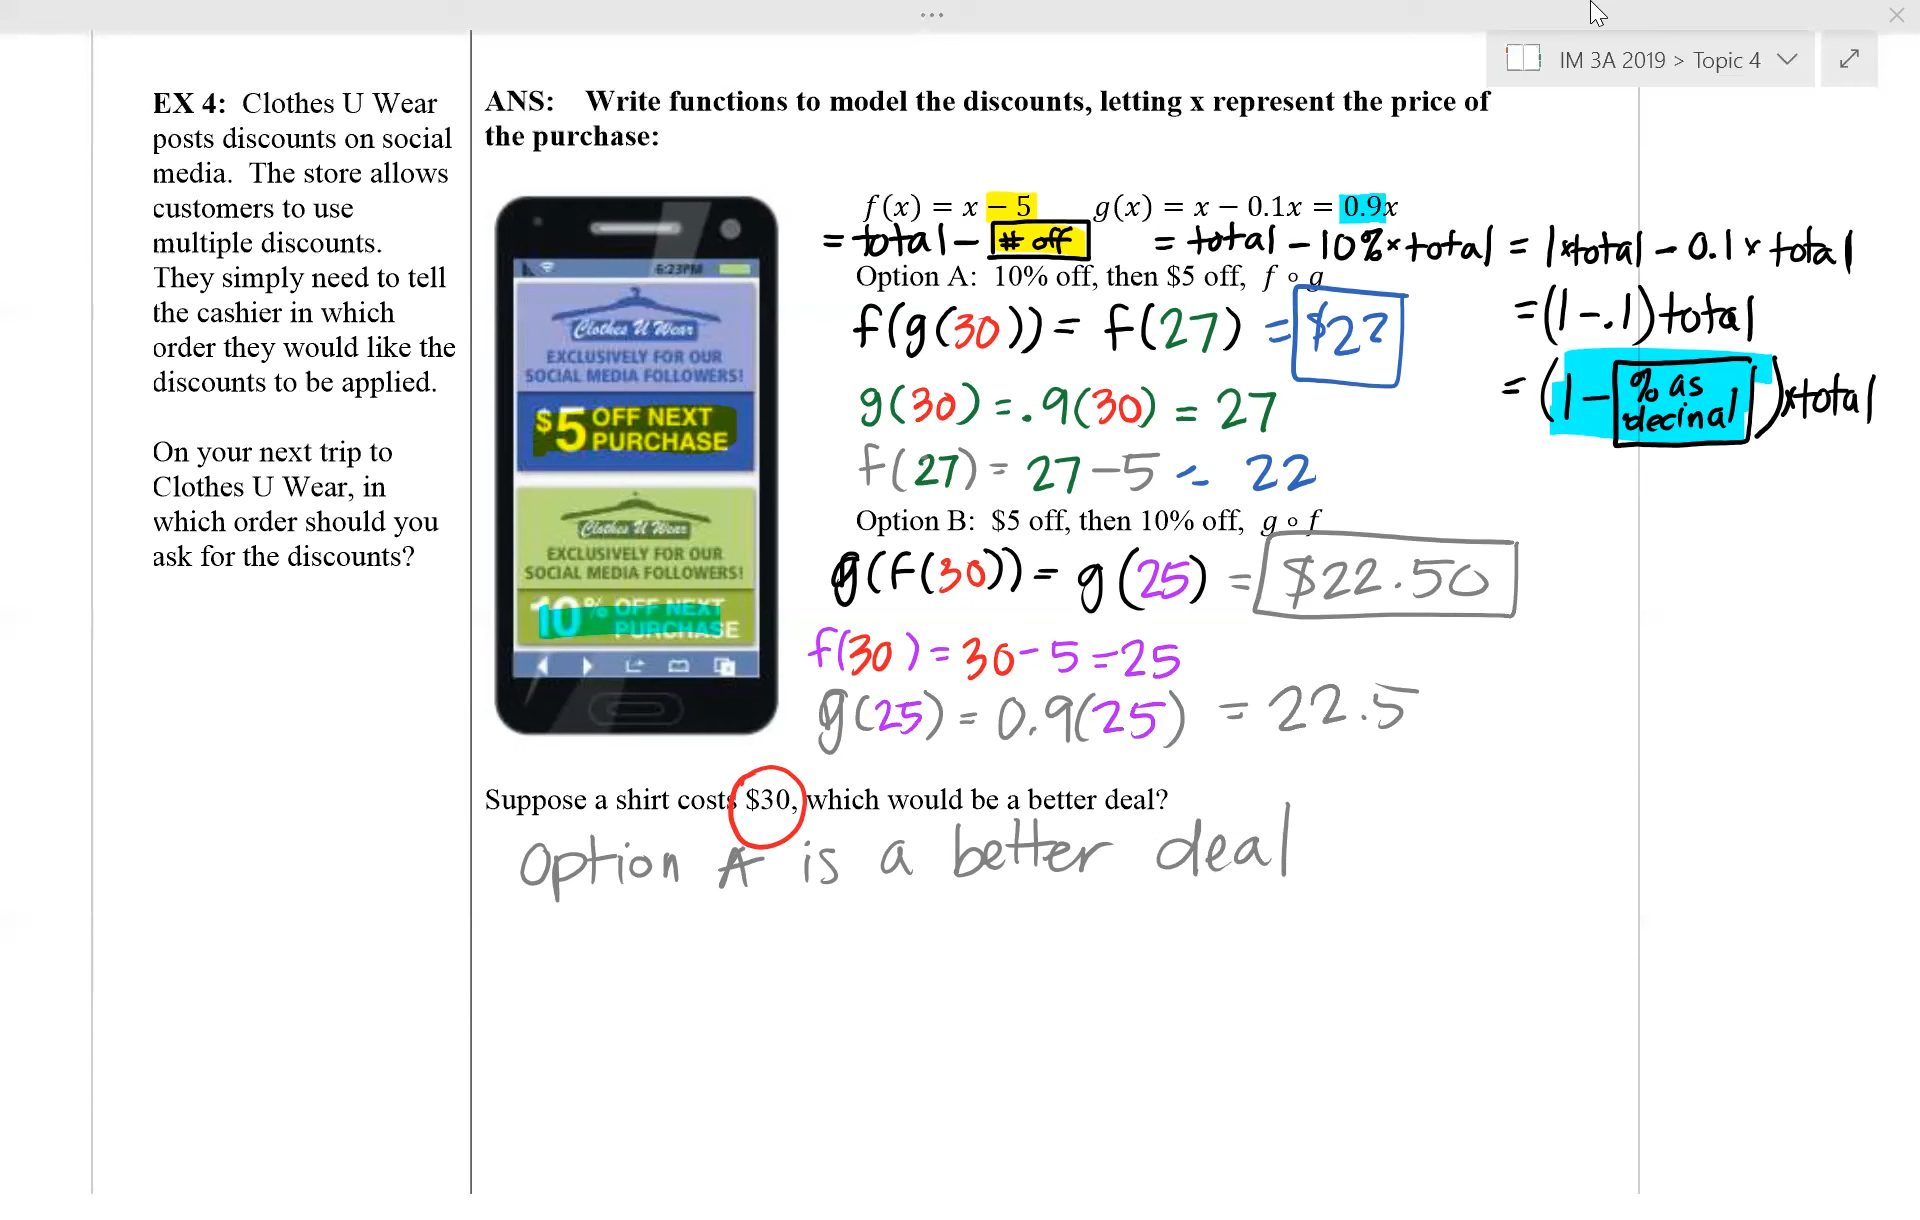 IM 3A 2019 > Topic 4
EX 4: Clothes U Wear
posts discounts on social
media. The store allows
customers to use
multiple discounts.
They simply need to tell
the cashier in which
order they would like the
discounts to be applied.
On your next trip to
Clothes U Wear, in
which order should you
ask for the discounts?
ANS: Write functions to model the discounts, letting x represent the price of
the purchase:
6:23PM
Clothes U Wear
EXCLUSIVELY FOR OUR
SOCIAL MEDIA FOLLOWERS!
$5 OFF NEXT
PURCHASE
Clothes U Wear
EXCLUSIVELY FOR OUR
SOCIAL MEDIA FOLLOWERS!
10% OFF NEXT
PURCHASE
f(x) = x − 5 g(x) = x − 0.1x = 0.9x
= total - # off = total - 10% × total = 1×total - 0.1 × total
= (1-.1) total
= (1 - % as
decimal) × total
Option A: 10% off, then $5 off, f ∘ g
f(g(30)) = f(27) = $22
g(30) = .9(30) = 27
f(27) = 27 - 5 = 22
Option B: $5 off, then 10% off, g ∘ f
g(f(30)) = g(25) = $22.50
f(30) = 30 - 5 = 25
g(25) = 0.9(25) = 22.5
Suppose a shirt costs $30, which would be a better deal?
Option A is a better deal